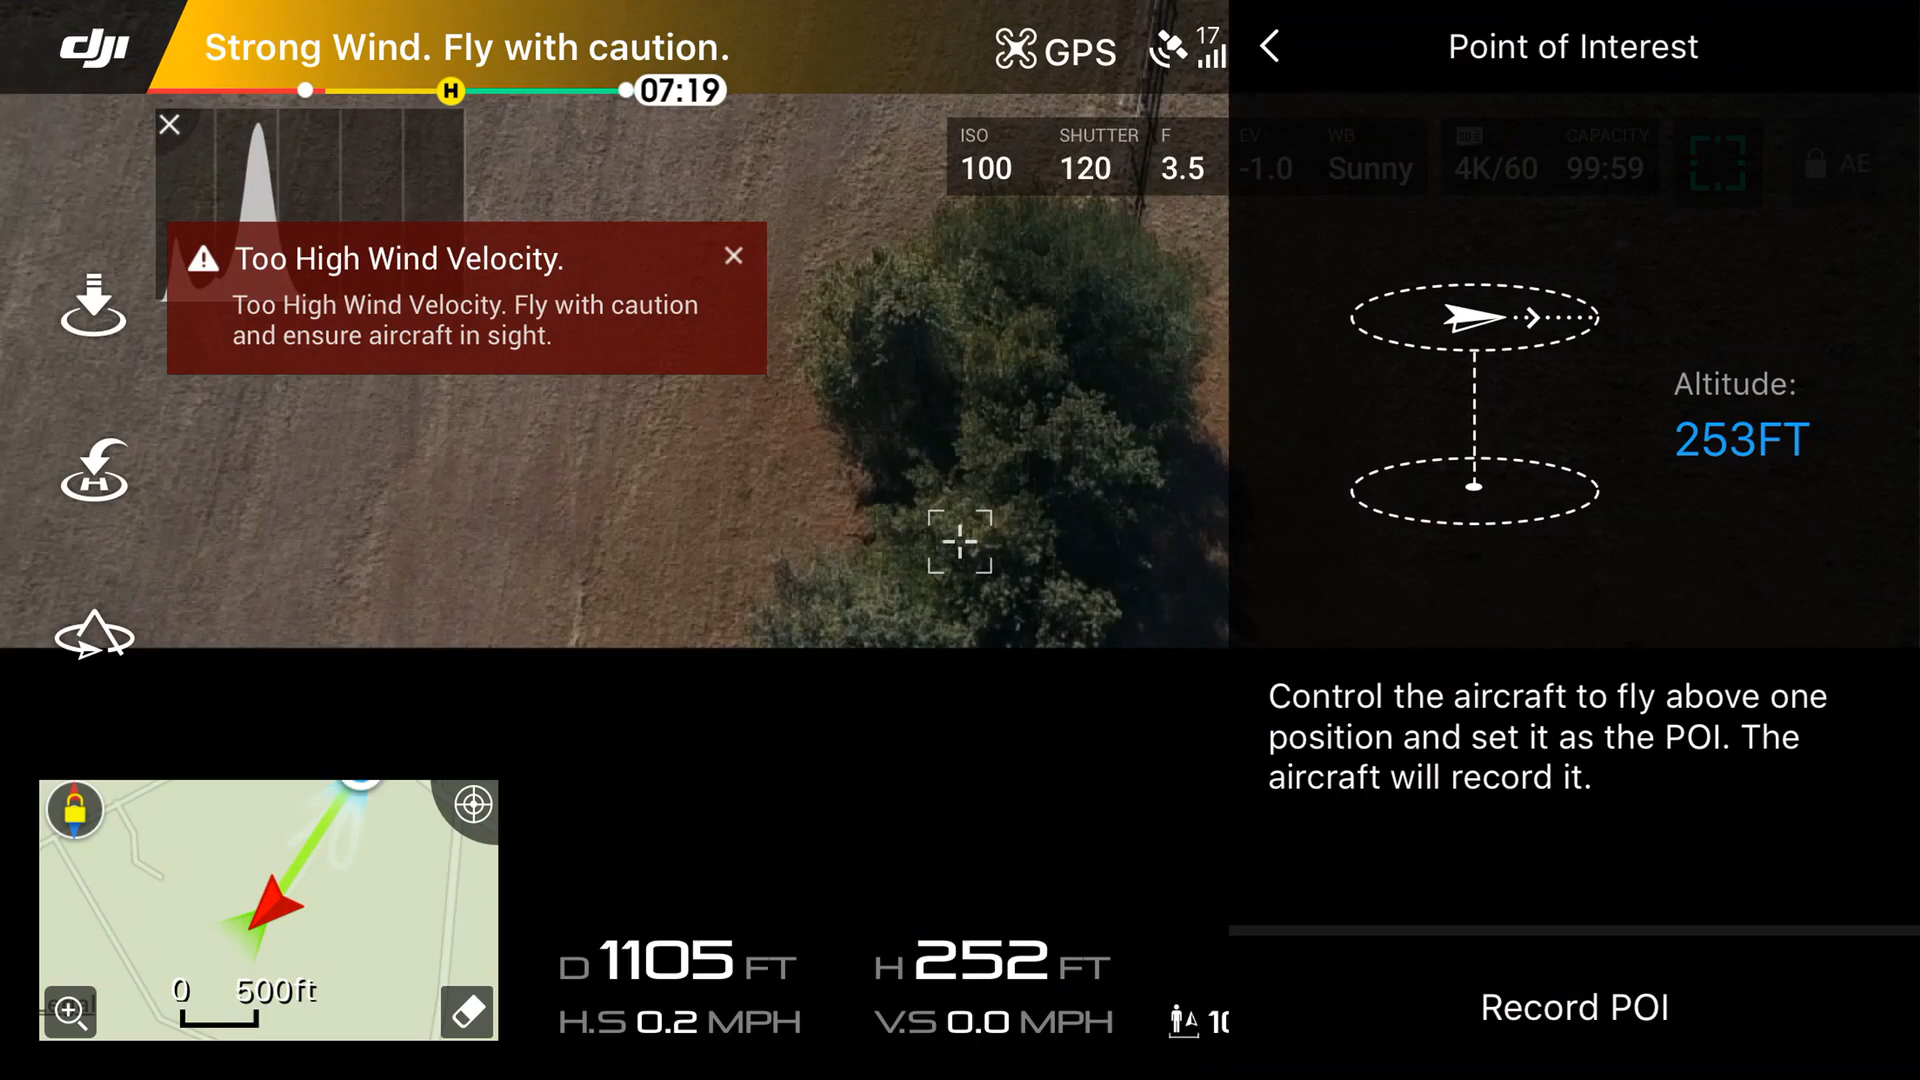 dji
Strong Wind. Fly with caution.
GPS
17
H
07:19
ISO
100
SHUTTER
120
F
3.5
EV
-1.0
WB
Sunny
4K/60
CAPACITY
99:59
AE
Too High Wind Velocity.
Too High Wind Velocity. Fly with caution
and ensure aircraft in sight.
H
0 500ft
D 1105 FT
H 252 FT
H.S 0.2 MPH
V.S 0.0 MPH
10
Point of Interest
Altitude:
253FT
Control the aircraft to fly above one
position and set it as the POI. The
aircraft will record it.
Record POI